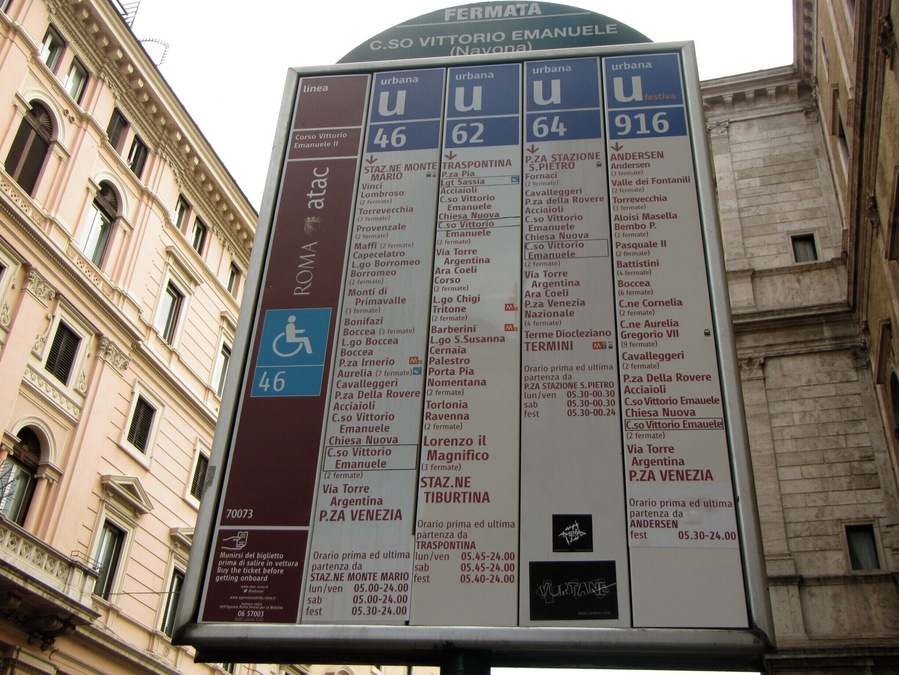 FERMATA
C.SO VITTORIO EMANUELE
(Navona)
linea
Corso Vittorio
Emanuele II
ROMA atac
46
70073
Munirsi del biglietto
prima di salire in vettura
Buy the ticket before
getting onboard
06 57003
urbana
u
46
STAZ.NE MONTE
MARIO
Vinci
Lombroso
(2 fermate)
Torrevecchia
(3 fermate)
Provenzale
Maffi (2 fermate)
Capecelatro
L.go Borromeo
Borromeo
(2 fermate)
Monti di
Primavalle
(3 fermate)
Bonifazi
Boccea (3 fermate)
L.go Boccea
Boccea
P.za Irnerio M
Aurelia (7 fermate)
Cavalleggeri
P.za Della Rovere
Acciaioli
C.so Vittorio
Emanuele
Chiesa Nuova
C.so Vittorio
Emanuele
(2 fermate)
Via Torre
Argentina
P.ZA VENEZIA
Orario prima ed ultima
partenza da
STAZ.NE MONTE MARIO
lun/ven 05.00-24.00
sab 05.00-24.00
fest 05.30-24.00
urbana
u
62
TRASPONTINA
P.za Pia
Lgt Sassia
Acciaioli
C.so Vittorio
Emanuele
Chiesa Nuova
C.so Vittorio
Emanuele
(2 fermate)
Via Torre
Argentina
Ara Coeli
Corso
(2 fermate)
L.go Chigi
Tritone M
(2 fermate)
Barberini M
L.go S.Susanna
Cernaia
Palestro
Porta Pia
Nomentana
(2 fermate)
Torlonia
Ravenna
(2 fermate)
Lorenzo il
Magnifico
(3 fermate)
STAZ.NE
TIBURTINA
Orario prima ed ultima
partenza da
TRASPONTINA
lun/ven 05.45-24.00
sab 05.45-24.00
fest 05.40-24.00
urbana
u
64
P.ZA STAZIONE
S.PIETRO
Fornaci
(2 fermate)
Cavalleggeri
P.za della Rovere
Acciaioli
C.so Vittorio
Emanuele
Chiesa Nuova
C.so Vittorio
Emanuele
(2 fermate)
Via Torre
Argentina
Ara Coeli
P.za Venezia
Nazionale
(4 fermate)
Terme Diocleziano
TERMINI M
Orario prima ed ultima
partenza da
P.ZA STAZIONE S.PIETRO
lun/ven 05.30-00.30
sab 05.30-00.30
fest 05.30-00.24
urbana
u festiva
916
ANDERSEN
Andersen
(3 fermate)
Valle dei Fontanili
(2 fermate)
Torrevecchia
(3 fermate)
Aloisi Masella
Bembo P.
(2 fermate)
Pasquale II
(2 fermate)
Battistini
(4 fermate)
Boccea
(6 fermate)
C.ne Cornelia
(2 fermate)
C.ne Aurelia
Gregorio VII
(9 fermate)
Cavalleggeri
(2 fermate)
P.za Della Rovere
Acciaioli
C.so Vittorio Emauele
Chiesa Nuova
C.so Vittorio Emauele
(2 fermate)
Via Torre
Argentina
P.ZA VENEZIA
Orario prima ed ultima
partenza da
ANDERSEN
fest 05.30-24.00